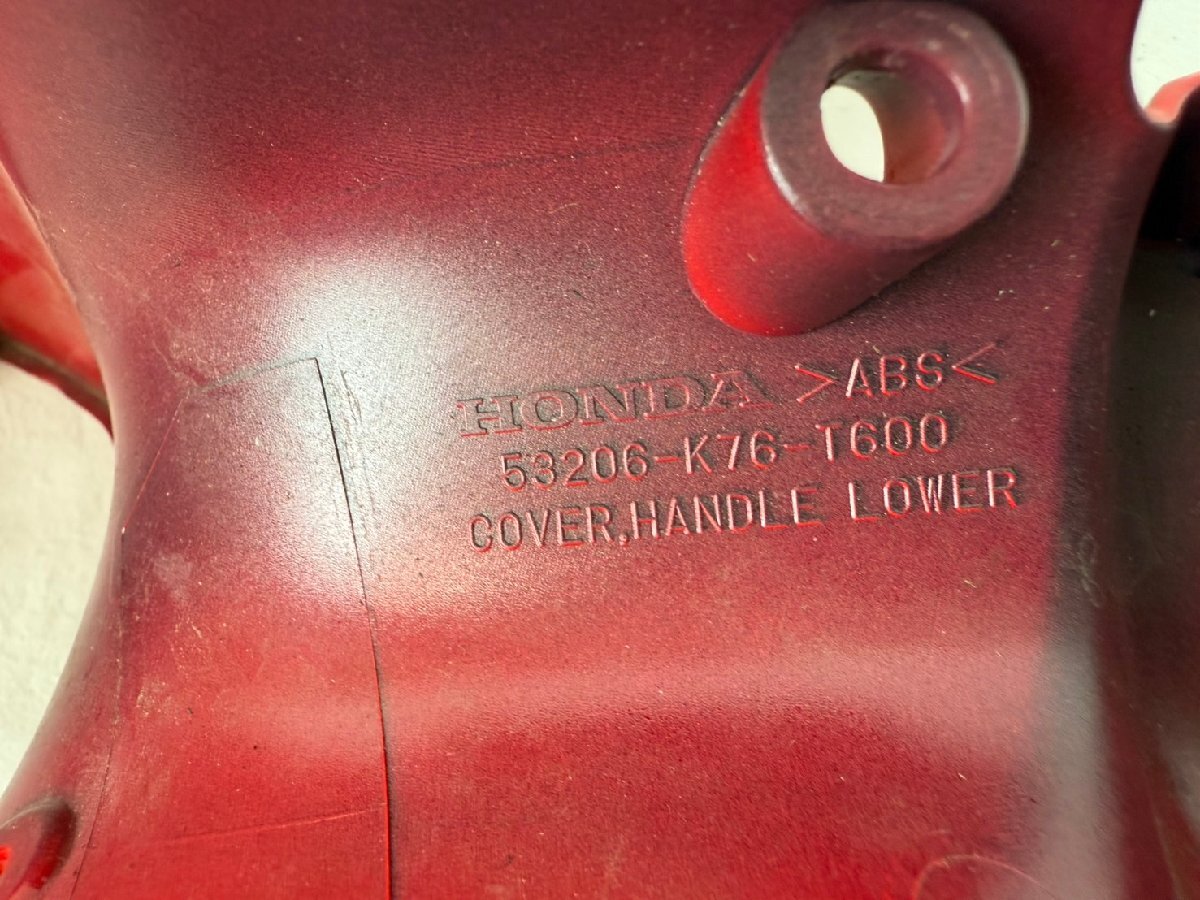 HONDA >ABS<
53206-K76-T600
COVER,HANDLE LOWER